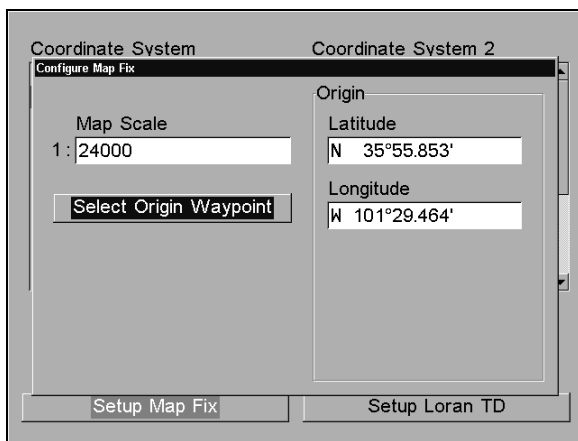 Coordinate System
Coordinate System 2
Configure Map Fix
Map Scale
1: 24000
Select Origin Waypoint
Origin
Latitude
N 35°55.853'
Longitude
W 101°29.464'
Setup Map Fix
Setup Loran TD